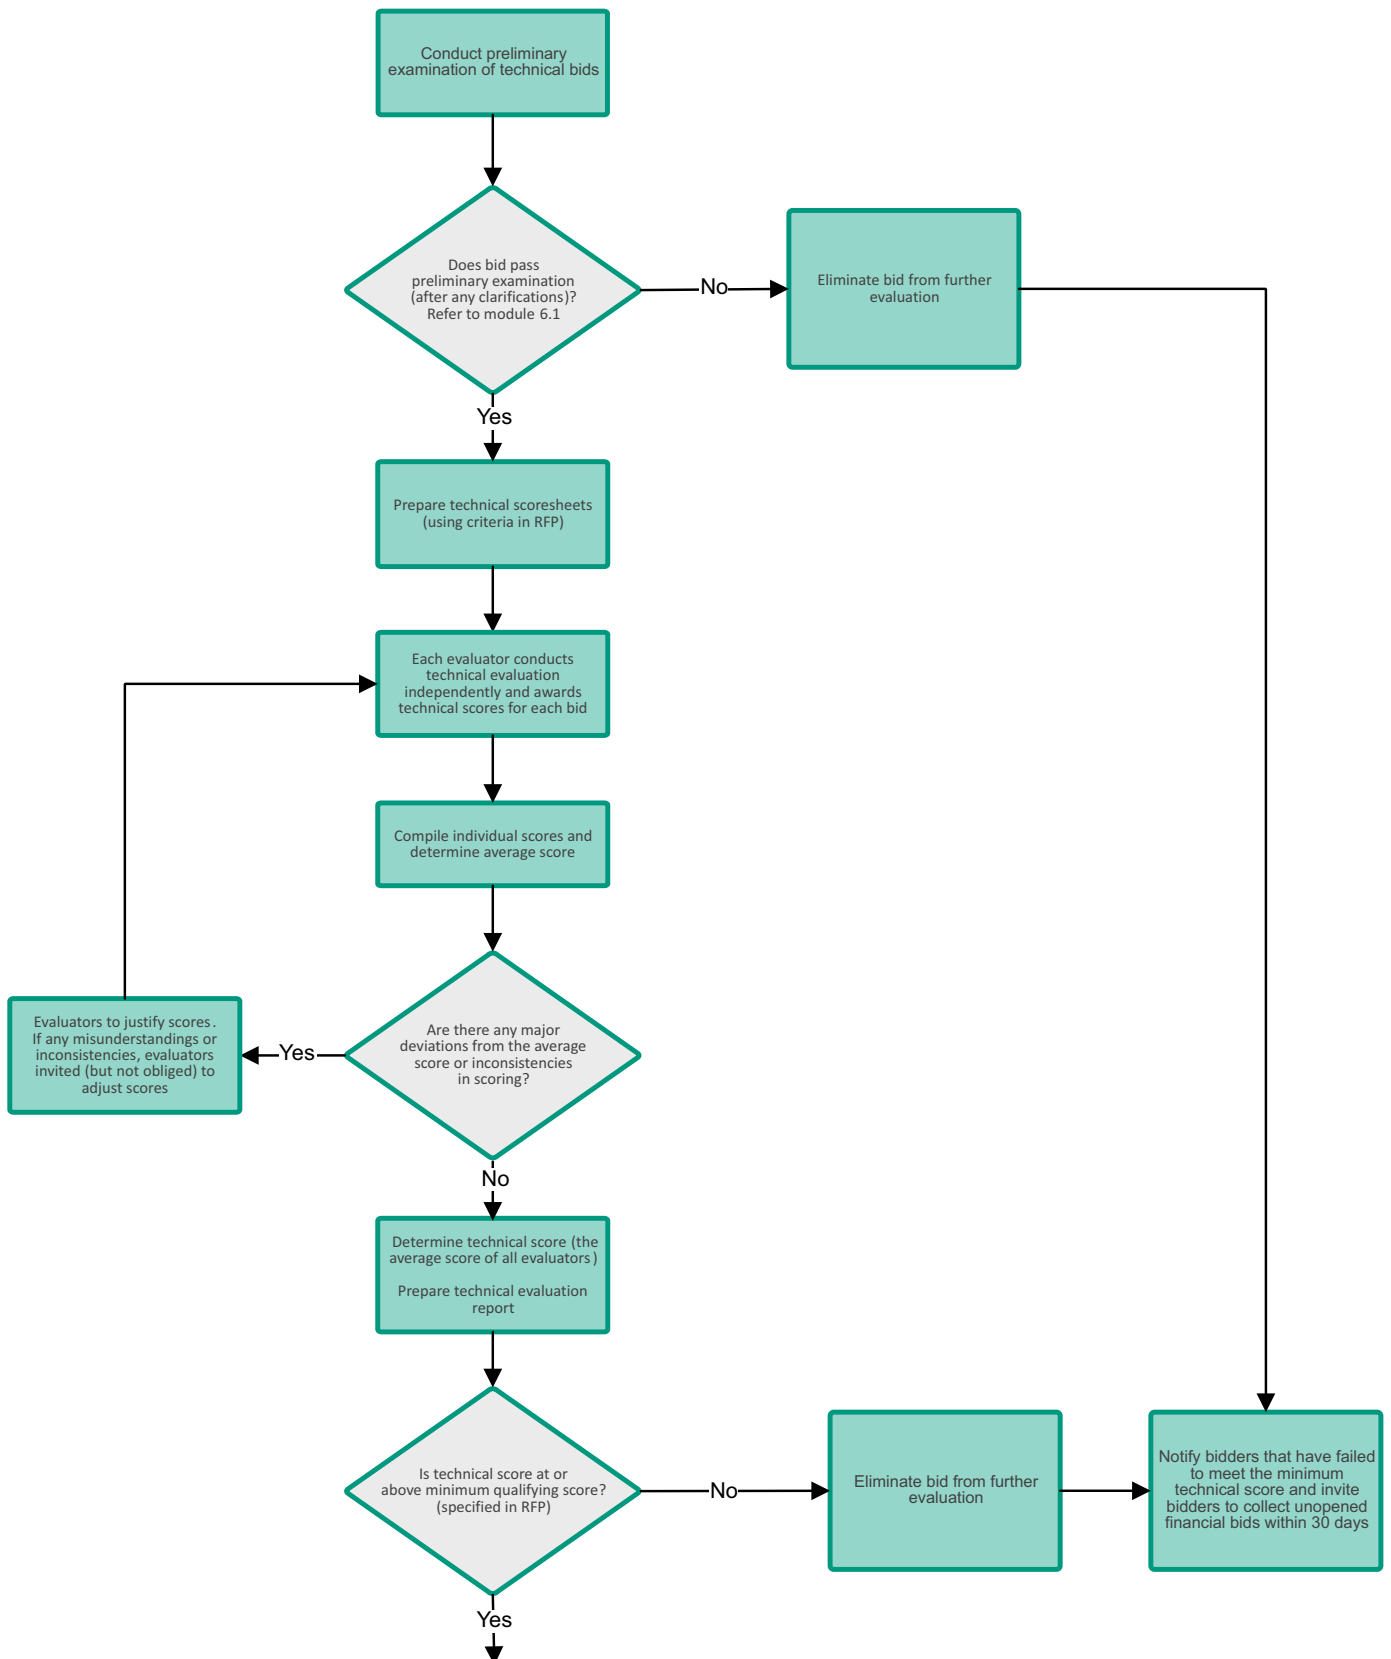 Conduct preliminary
examination of technical bids
Does bid pass
preliminary examination
(after any clarifications)?
Refer to module 6.1
No
Eliminate bid from further
evaluation
Yes
Prepare technical scoresheets
(using criteria in RFP)
Each evaluator conducts
technical evaluation
independently and awards
technical scores for each bid
Compile individual scores and
determine average score
Are there any major
deviations from the average
score or inconsistencies
in scoring?
Yes
Evaluators to justify scores.
If any misunderstandings or
inconsistencies, evaluators
invited (but not obliged) to
adjust scores
No
Determine technical score (the
average score of all evaluators)
Prepare technical evaluation
report
Is technical score at or
above minimum qualifying score?
(specified in RFP)
No
Eliminate bid from further
evaluation
Notify bidders that have failed
to meet the minimum
technical score and invite
bidders to collect unopened
financial bids within 30 days
Yes